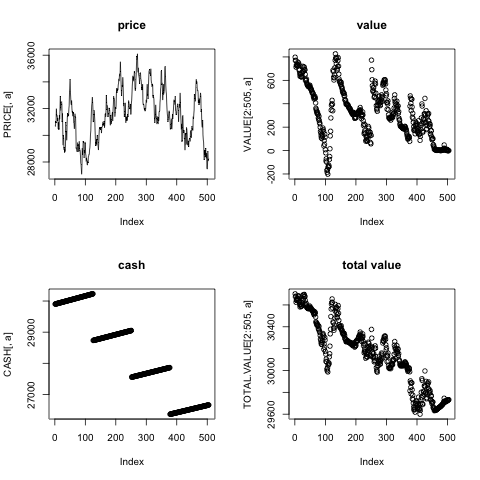 price
PRICE[, a]
28000 32000 36000
0 100 200 300 400 500
Index
value
VALUE[2:505, a]
-200 0 200 600
0 100 200 300 400 500
Index
cash
CASH[, a]
27000 29000
0 100 200 300 400 500
Index
total value
TOTAL.VALUE[2:505, a]
29600 30000 30400
0 100 200 300 400 500
Index